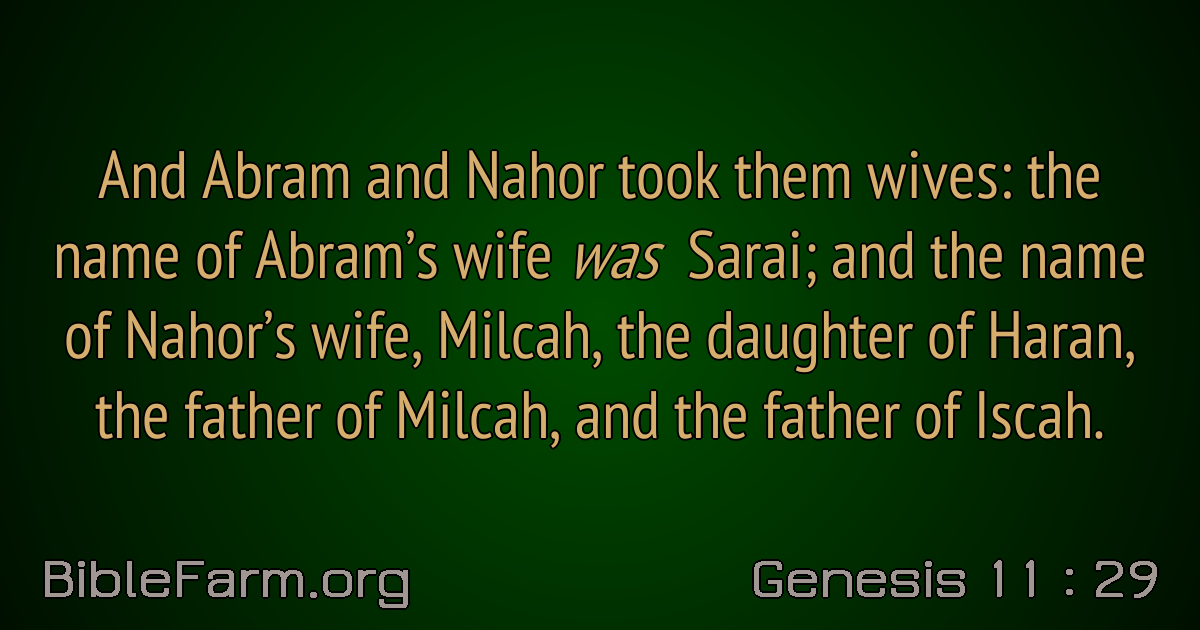 And Abram and Nahor took them wives: the
name of Abram’s wife was Sarai; and the name
of Nahor’s wife, Milcah, the daughter of Haran,
the father of Milcah, and the father of Iscah.
BibleFarm.org
Genesis 11 : 29